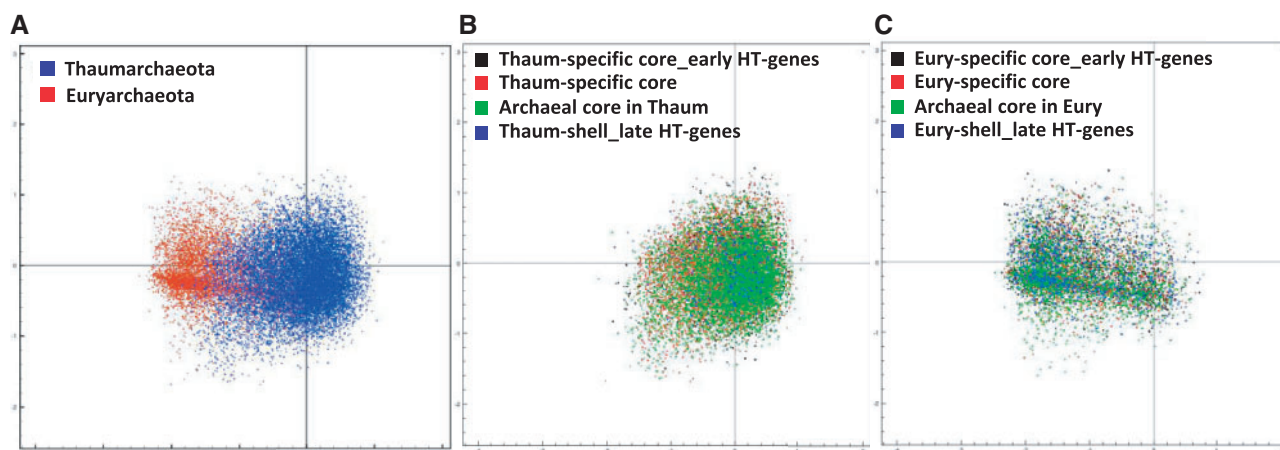 A
Thaumarchaeota
Euryarchaeota
B
Thaum-specific core_early HT-genes
Thaum-specific core
Archaeal core in Thaum
Thaum-shell_late HT-genes
C
Eury-specific core_early HT-genes
Eury-specific core
Archaeal core in Eury
Eury-shell_late HT-genes